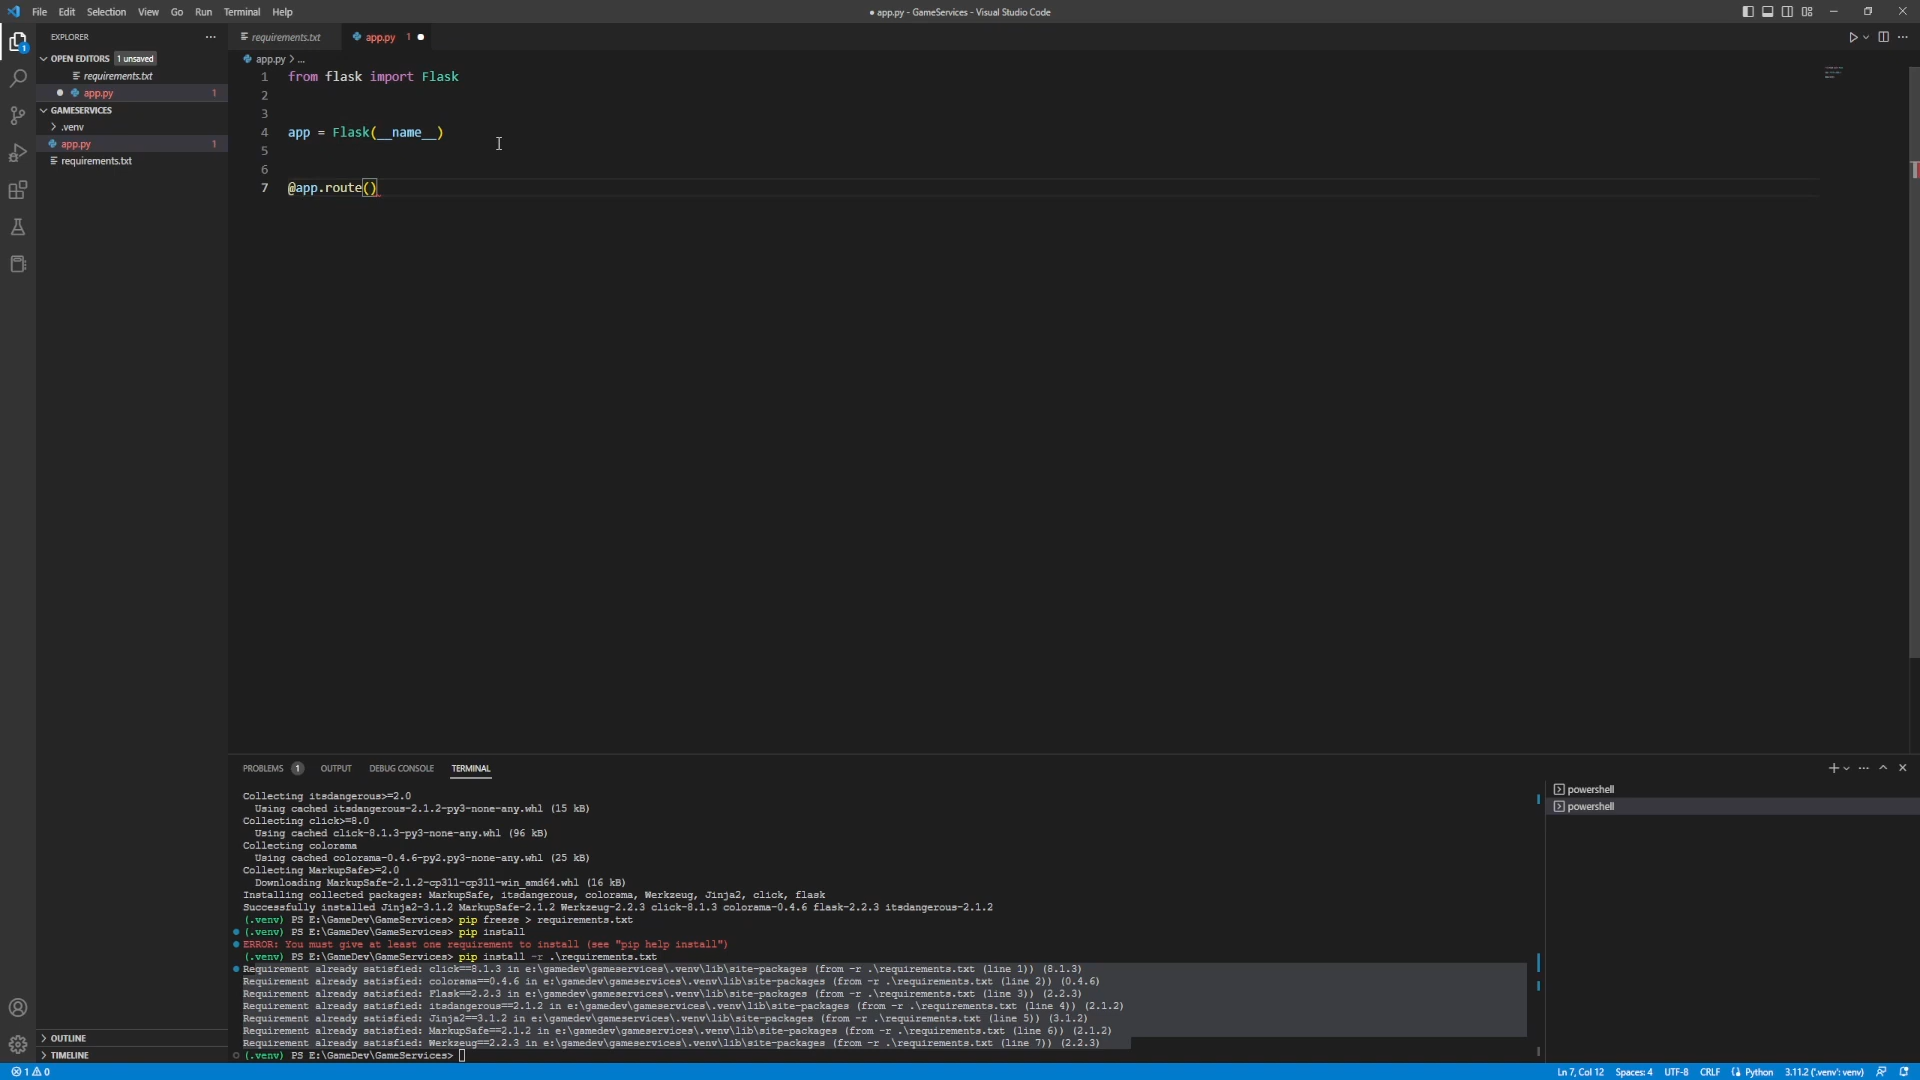 File Edit Selection View Go Run Terminal Help
● app.py - GameServices - Visual Studio Code
EXPLORER
OPEN EDITORS 1 unsaved
requirements.txt
app.py 1
GAMESERVICES
.venv
app.py 1
requirements.txt
OUTLINE
TIMELINE
requirements.txt
app.py 1
app.py > ...
1 from flask import Flask
2
3
4 app = Flask(__name__)
5
6
7 @app.route()
PROBLEMS 1 OUTPUT DEBUG CONSOLE TERMINAL
Collecting itsdangerous>=2.0
Using cached itsdangerous-2.1.2-py3-none-any.whl (15 kB)
Collecting click>=8.0
Using cached click-8.1.3-py3-none-any.whl (96 kB)
Collecting colorama
Using cached colorama-0.4.6-py2.py3-none-any.whl (25 kB)
Collecting MarkupSafe>=2.0
Downloading MarkupSafe-2.1.2-cp311-cp311-win_amd64.whl (16 kB)
Installing collected packages: MarkupSafe, itsdangerous, colorama, Werkzeug, Jinja2, click, flask
Successfully installed Jinja2-3.1.2 MarkupSafe-2.1.2 Werkzeug-2.2.3 click-8.1.3 colorama-0.4.6 flask-2.2.3 itsdangerous-2.1.2
(.venv) PS E:\GameDev\GameServices> pip freeze > requirements.txt
(.venv) PS E:\GameDev\GameServices> pip install
ERROR: You must give at least one requirement to install (see "pip help install")
(.venv) PS E:\GameDev\GameServices> pip install -r .\requirements.txt
Requirement already satisfied: click==8.1.3 in e:\gamedev\gameservices\.venv\lib\site-packages (from -r .\requirements.txt (line 1)) (8.1.3)
Requirement already satisfied: colorama==0.4.6 in e:\gamedev\gameservices\.venv\lib\site-packages (from -r .\requirements.txt (line 2)) (0.4.6)
Requirement already satisfied: Flask==2.2.3 in e:\gamedev\gameservices\.venv\lib\site-packages (from -r .\requirements.txt (line 3)) (2.2.3)
Requirement already satisfied: itsdangerous==2.1.2 in e:\gamedev\gameservices\.venv\lib\site-packages (from -r .\requirements.txt (line 4)) (2.1.2)
Requirement already satisfied: Jinja2==3.1.2 in e:\gamedev\gameservices\.venv\lib\site-packages (from -r .\requirements.txt (line 5)) (3.1.2)
Requirement already satisfied: MarkupSafe==2.1.2 in e:\gamedev\gameservices\.venv\lib\site-packages (from -r .\requirements.txt (line 6)) (2.1.2)
Requirement already satisfied: Werkzeug==2.2.3 in e:\gamedev\gameservices\.venv\lib\site-packages (from -r .\requirements.txt (line 7)) (2.2.3)
(.venv) PS E:\GameDev\GameServices>
powershell
powershell
1 0
Ln 7, Col 12 Spaces: 4 UTF-8 CRLF Python 3.11.2 ('.venv': venv)